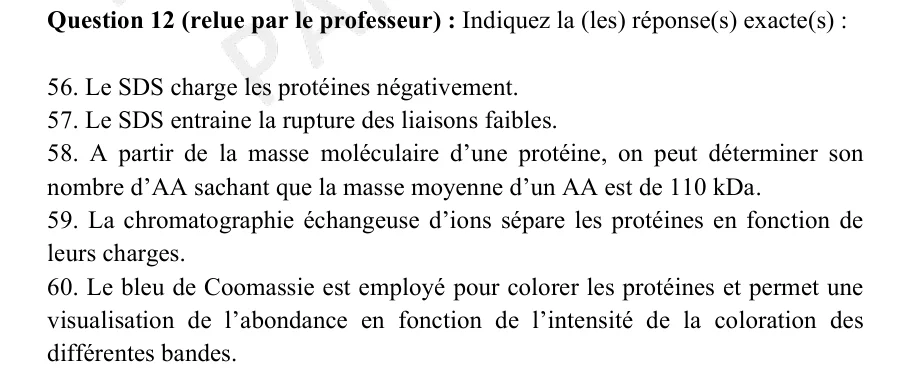 Question 12 (relue par le professeur) : Indiquez la (les) réponse(s) exacte(s) :
56. Le SDS charge les protéines négativement.
57. Le SDS entraine la rupture des liaisons faibles.
58. A partir de la masse moléculaire d’une protéine, on peut déterminer son
nombre d’AA sachant que la masse moyenne d’un AA est de 110 kDa.
59. La chromatographie échangeuse d’ions sépare les protéines en fonction de
leurs charges.
60. Le bleu de Coomassie est employé pour colorer les protéines et permet une
visualisation de l’abondance en fonction de l’intensité de la coloration des
différentes bandes.